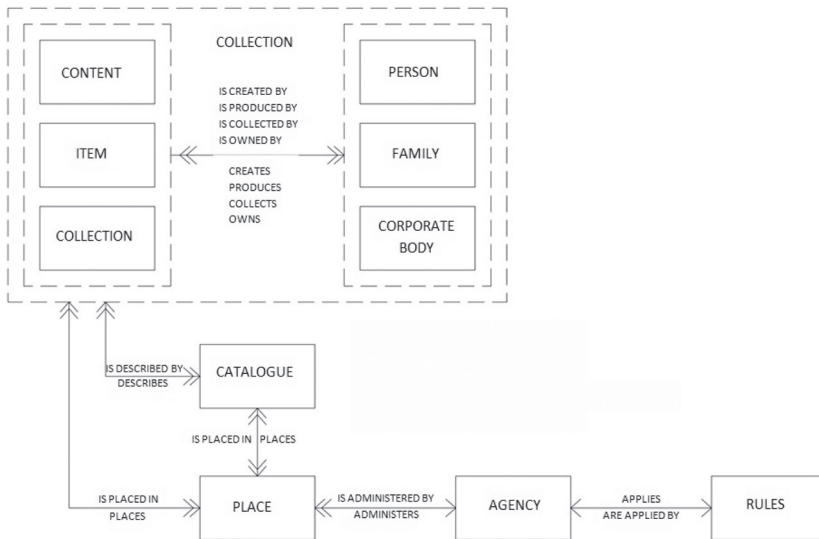 COLLECTION
CONTENT
ITEM
COLLECTION
IS CREATED BY
IS PRODUCED BY
IS COLLECTED BY
IS OWNED BY
CREATES
PRODUCES
COLLECTS
OWNS
PERSON
FAMILY
CORPORATE
BODY
IS DESCRIBED BY
DESCRIBES
CATALOGUE
IS PLACED IN PLACES
IS PLACED IN
PLACES
PLACE
IS ADMINISTERED BY
ADMINISTERS
AGENCY
APPLIES
ARE APPLIED BY
RULES